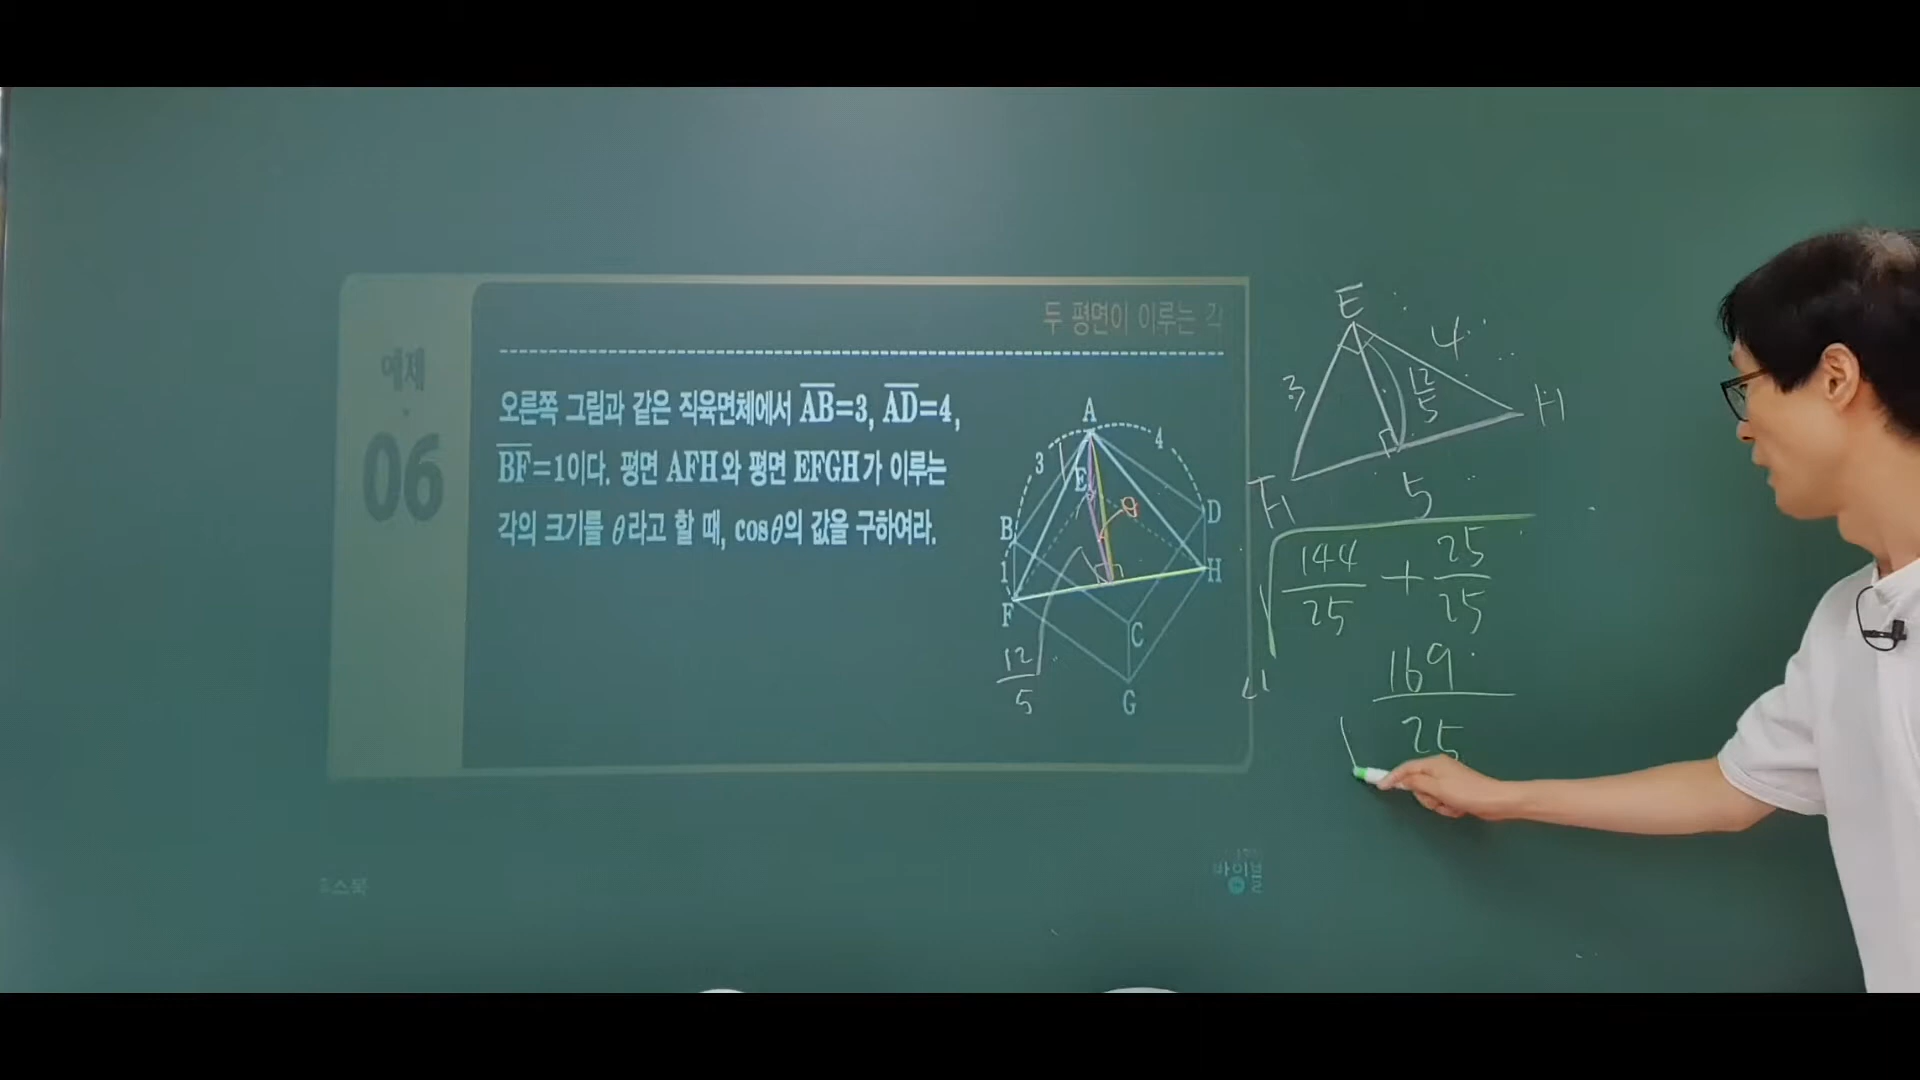 두 평면이 이루는 각
예제
06
오른쪽 그림과 같은 직육면체에서 AB=3, AD=4,
BF=1이다. 평면 AFH와 평면 EFGH가 이루는
각의 크기를 θ라고 할 때, cosθ의 값을 구하여라.
A
3
4
E
θ
B
D
1
H
F
C
G
12
5
E
3
4
12
5
H
F
5
√ 144/25 + 25/25
169
25
바이블